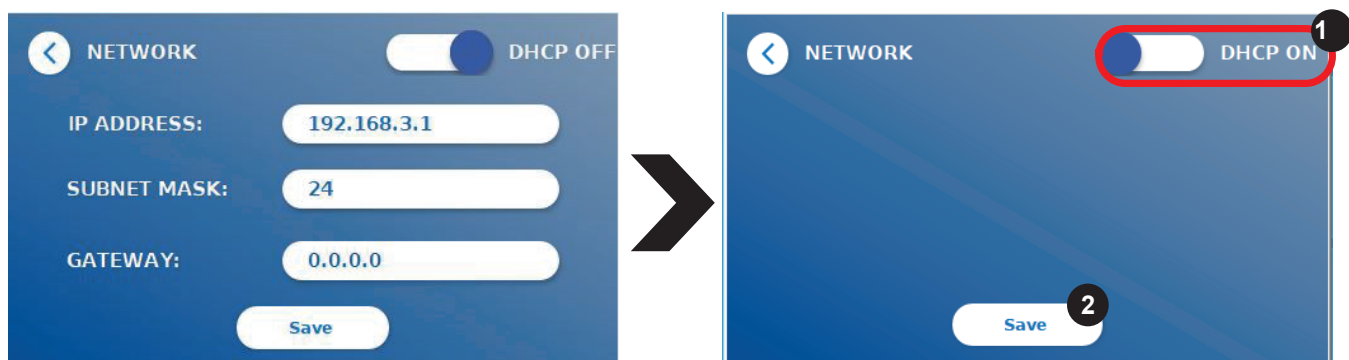 NETWORK DHCP OFF
IP ADDRESS: 192.168.3.1
SUBNET MASK: 24
GATEWAY: 0.0.0.0
Save
1
NETWORK DHCP ON
Save 2